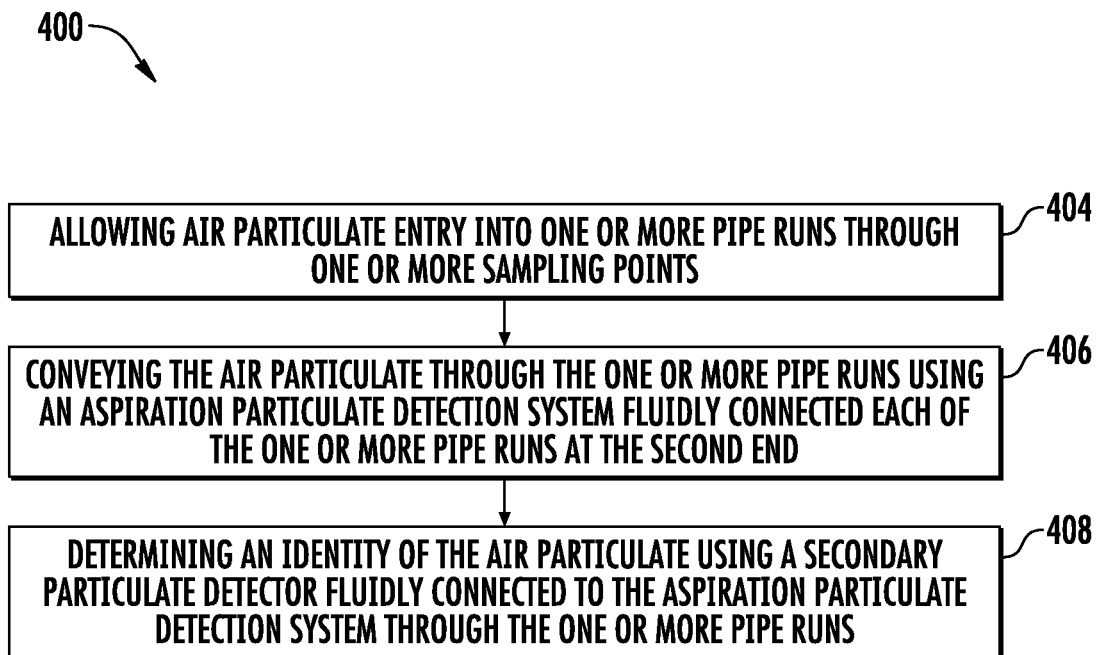 400
ALLOWING AIR PARTICULATE ENTRY INTO ONE OR MORE PIPE RUNS THROUGH
ONE OR MORE SAMPLING POINTS
404
CONVEYING THE AIR PARTICULATE THROUGH THE ONE OR MORE PIPE RUNS USING
AN ASPIRATION PARTICULATE DETECTION SYSTEM FLUIDLY CONNECTED EACH OF
THE ONE OR MORE PIPE RUNS AT THE SECOND END
406
DETERMINING AN IDENTITY OF THE AIR PARTICULATE USING A SECONDARY
PARTICULATE DETECTOR FLUIDLY CONNECTED TO THE ASPIRATION PARTICULATE
DETECTION SYSTEM THROUGH THE ONE OR MORE PIPE RUNS
408